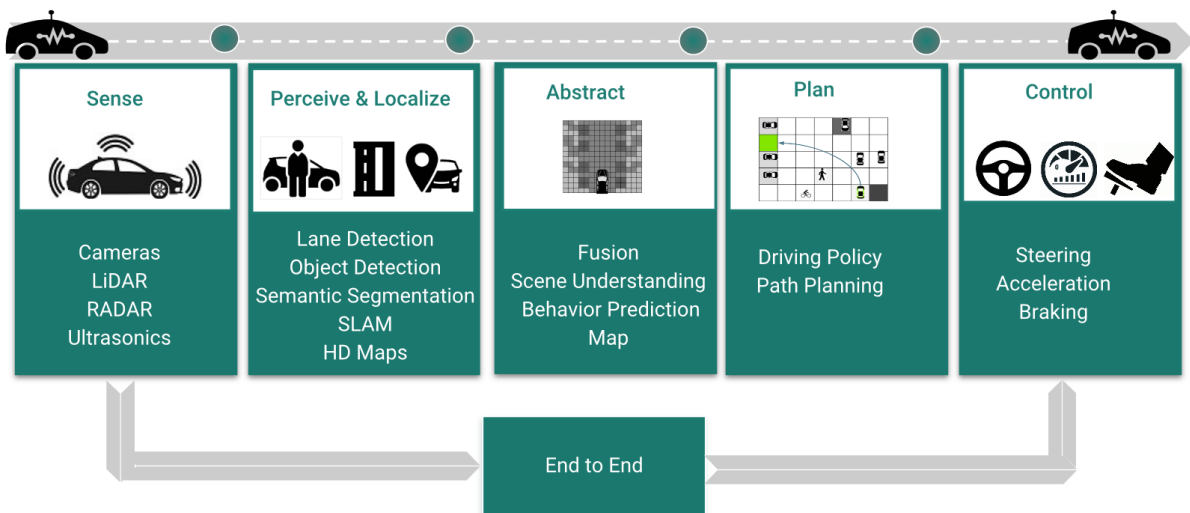 Sense
Cameras
LiDAR
RADAR
Ultrasonics
Perceive & Localize
Lane Detection
Object Detection
Semantic Segmentation
SLAM
HD Maps
Abstract
Fusion
Scene Understanding
Behavior Prediction
Map
Plan
Driving Policy
Path Planning
Control
Steering
Acceleration
Braking
End to End